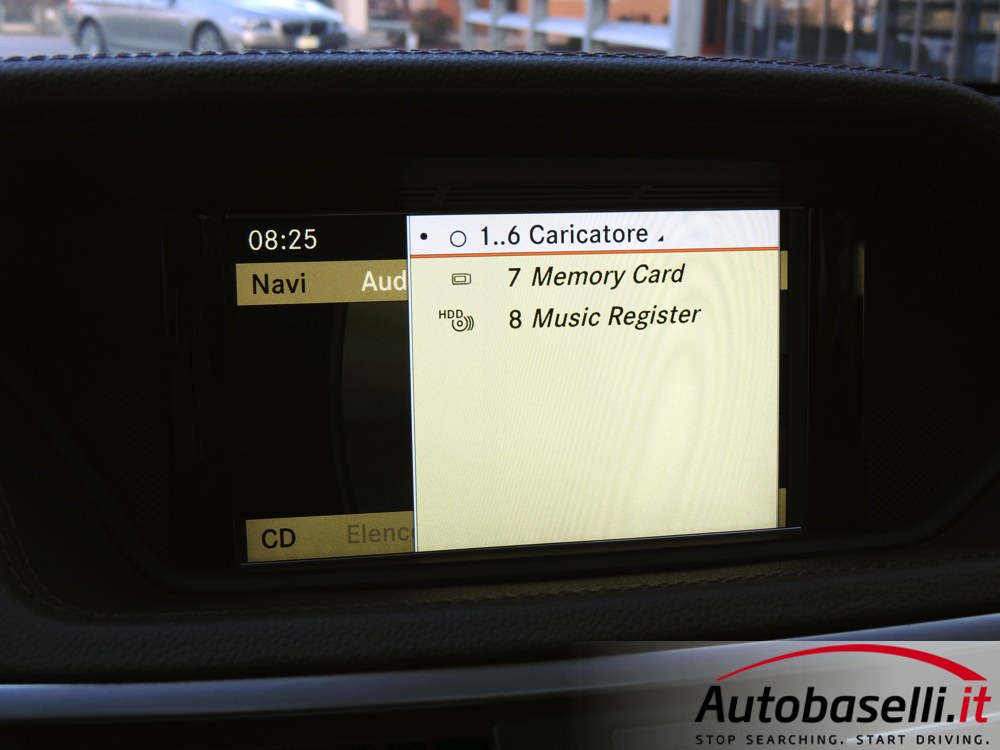 08:25
Navi Aud
• 1..6 Caricatore
7 Memory Card
HDD 8 Music Register
CD Elenc
Autobaselli.it
STOP SEARCHING. START DRIVING.